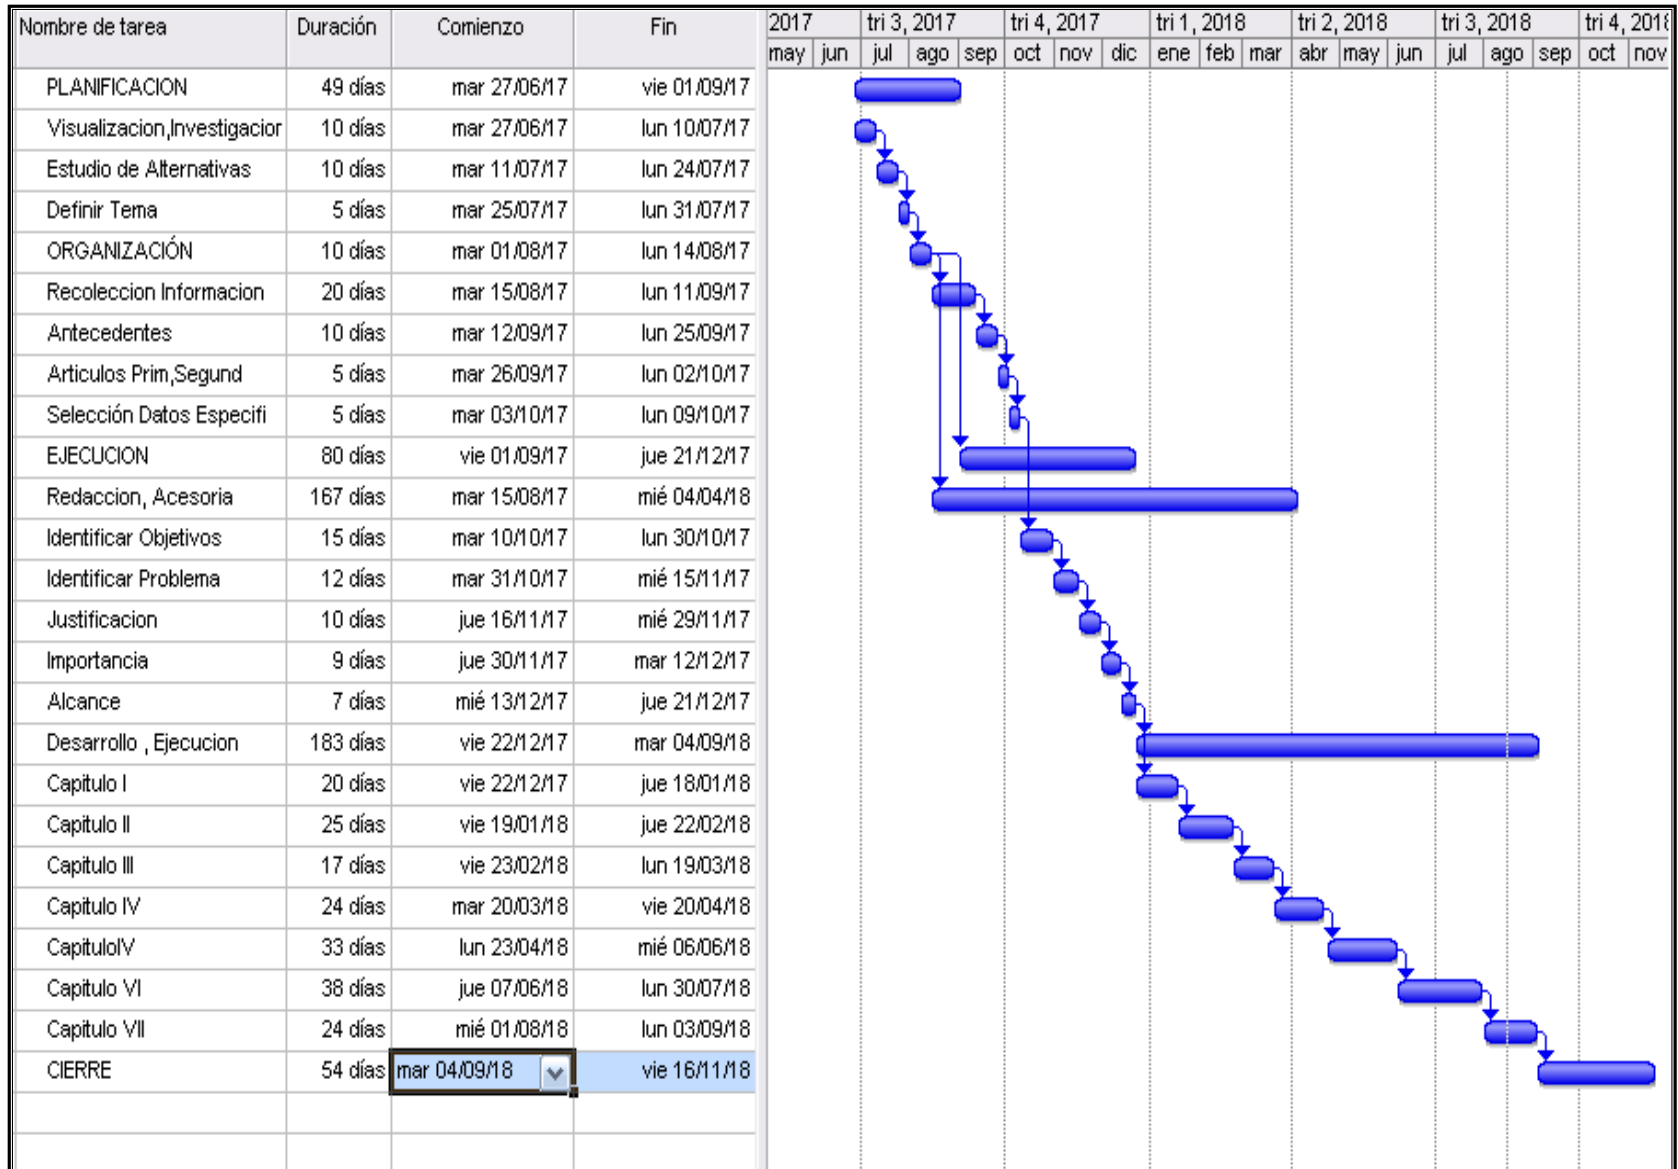 Nombre de tarea Duración Comienzo Fin 2017 tri 3, 2017 tri 4, 2017 tri 1, 2018 tri 2, 2018 tri 3, 2018 tri 4, 201
may jun jul ago sep oct nov dic ene feb mar abr may jun jul ago sep oct nov
PLANIFICACION 49 días mar 27/06/17 vie 01/09/17
Visualizacion,Investigacion 10 días mar 27/06/17 lun 10/07/17
Estudio de Alternativas 10 días mar 11/07/17 lun 24/07/17
Definir Tema 5 días mar 25/07/17 lun 31/07/17
ORGANIZACIÓN 10 días mar 01/08/17 lun 14/08/17
Recoleccion Informacion 20 días mar 15/08/17 lun 11/09/17
Antecedentes 10 días mar 12/09/17 lun 25/09/17
Articulos Prim,Segund 5 días mar 26/09/17 lun 02/10/17
Selección Datos Especifi 5 días mar 03/10/17 lun 09/10/17
EJECUCION 80 días vie 01/09/17 jue 21/12/17
Redaccion, Acesoria 167 días mar 15/08/17 mié 04/04/18
Identificar Objetivos 15 días mar 10/10/17 lun 30/10/17
Identificar Problema 12 días mar 31/10/17 mié 15/11/17
Justificacion 10 días jue 16/11/17 mié 29/11/17
Importancia 9 días jue 30/11/17 mar 12/12/17
Alcance 7 días mié 13/12/17 jue 21/12/17
Desarrollo , Ejecucion 183 días vie 22/12/17 mar 04/09/18
Capitulo I 20 días vie 22/12/17 jue 18/01/18
Capitulo II 25 días vie 19/01/18 jue 22/02/18
Capitulo III 17 días vie 23/02/18 lun 19/03/18
Capitulo IV 24 días mar 20/03/18 vie 20/04/18
CapituloIV 33 días lun 23/04/18 mié 06/06/18
Capitulo VI 38 días jue 07/06/18 lun 30/07/18
Capitulo VII 24 días mié 01/08/18 lun 03/09/18
CIERRE 54 días mar 04/09/18 vie 16/11/18